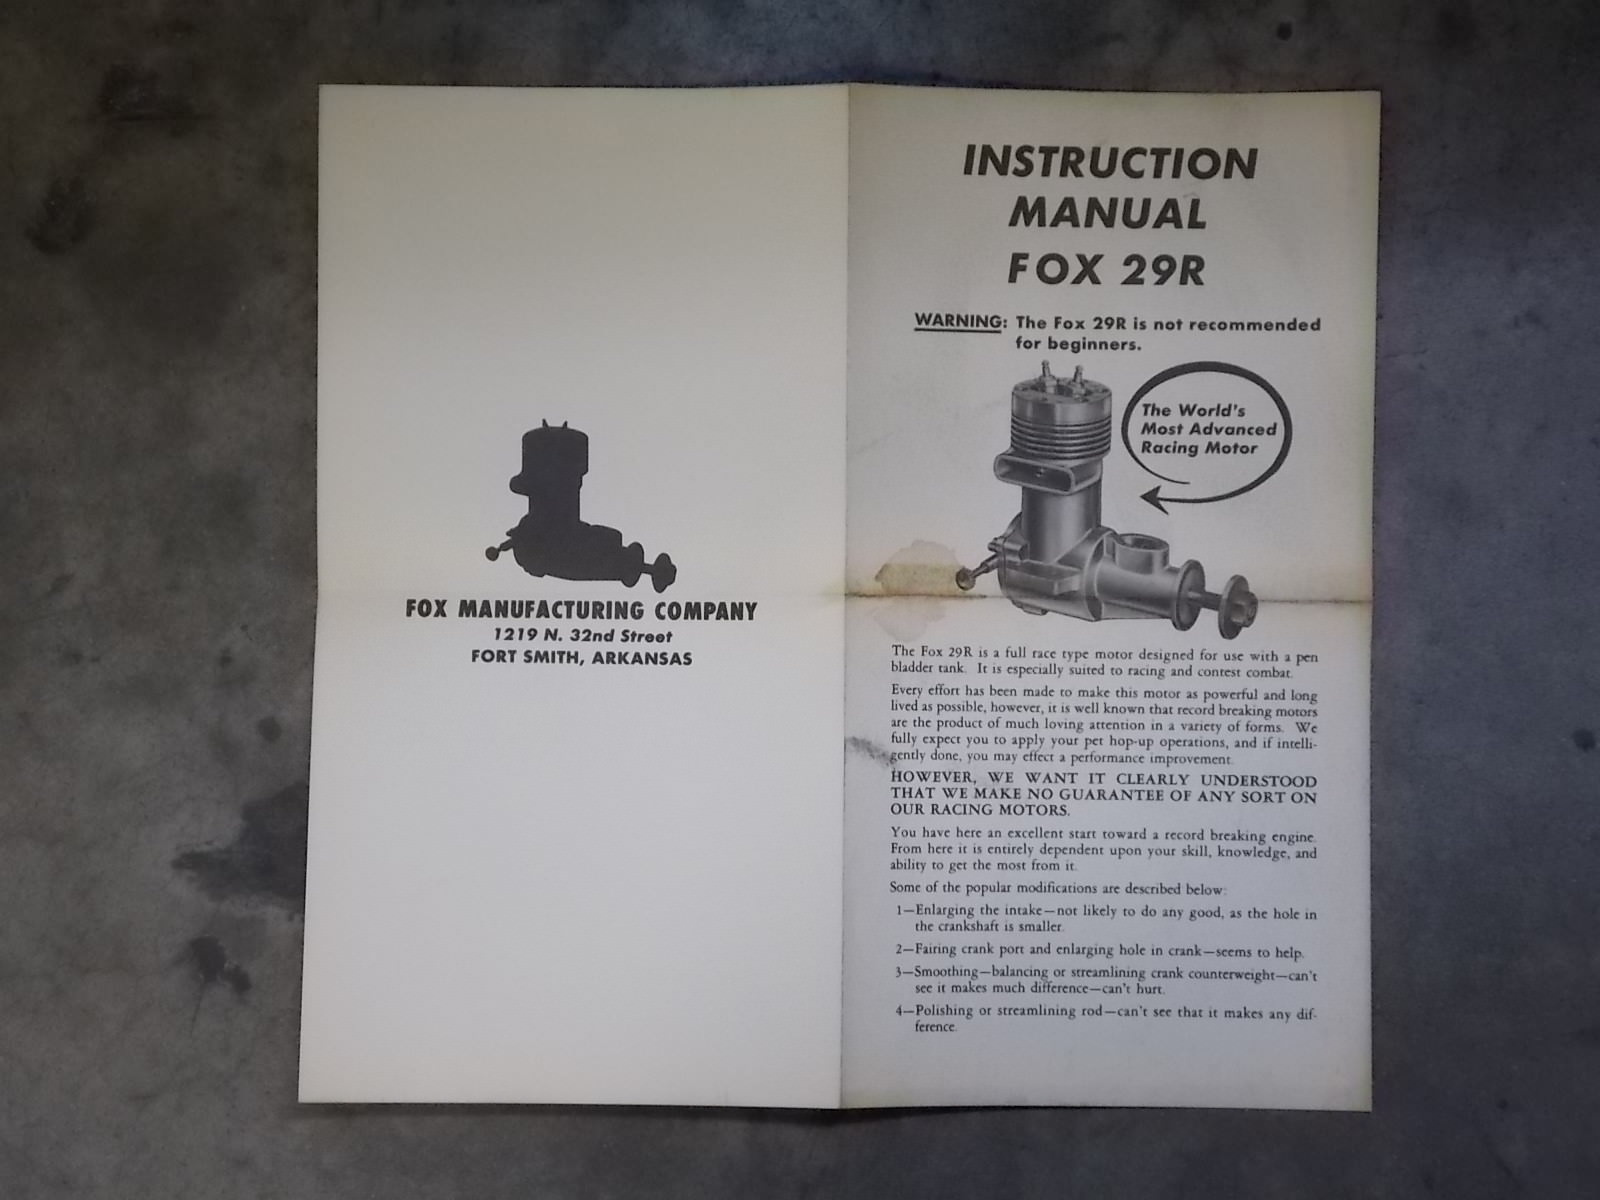 FOX MANUFACTURING COMPANY
1219 N. 32nd Street
FORT SMITH, ARKANSAS
INSTRUCTION
MANUAL
FOX 29R
WARNING: The Fox 29R is not recommended
for beginners.
The World's
Most Advanced
Racing Motor
The Fox 29R is a full race type motor designed for use with a pen
bladder tank. It is especially suited to racing and contest combat.
Every effort has been made to make this motor as powerful and long
lived as possible, however, it is well known that record breaking motors
are the product of much loving attention in a variety of forms. We
fully expect you to apply your pet hop-up operations, and if intelli-
gently done, you may effect a performance improvement.
HOWEVER, WE WANT IT CLEARLY UNDERSTOOD
THAT WE MAKE NO GUARANTEE OF ANY SORT ON
OUR RACING MOTORS.
You have here an excellent start toward a record breaking engine.
From here it is entirely dependent upon your skill, knowledge, and
ability to get the most from it.
Some of the popular modifications are described below:
1—Enlarging the intake—not likely to do any good, as the hole in
the crankshaft is smaller.
2—Fairing crank port and enlarging hole in crank—seems to help.
3—Smoothing—balancing or streamlining crank counterweight—can't
see it makes much difference—can't hurt.
4—Polishing or streamlining rod—can't see that it makes any dif-
ference.